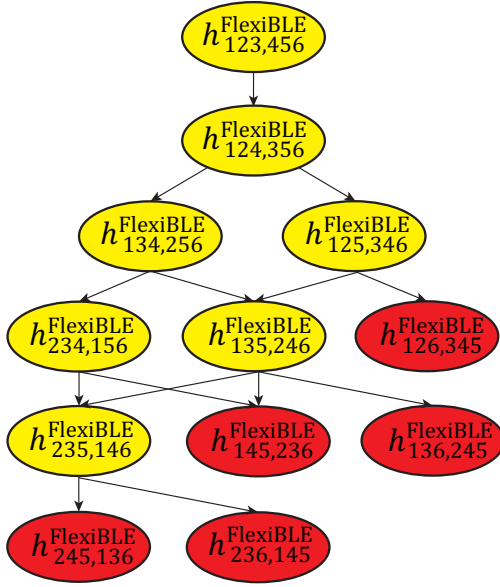 h^FlexiBLE_123,456
h^FlexiBLE_124,356
h^FlexiBLE_134,256
h^FlexiBLE_125,346
h^FlexiBLE_234,156
h^FlexiBLE_135,246
h^FlexiBLE_126,345
h^FlexiBLE_235,146
h^FlexiBLE_145,236
h^FlexiBLE_136,245
h^FlexiBLE_245,136
h^FlexiBLE_236,145